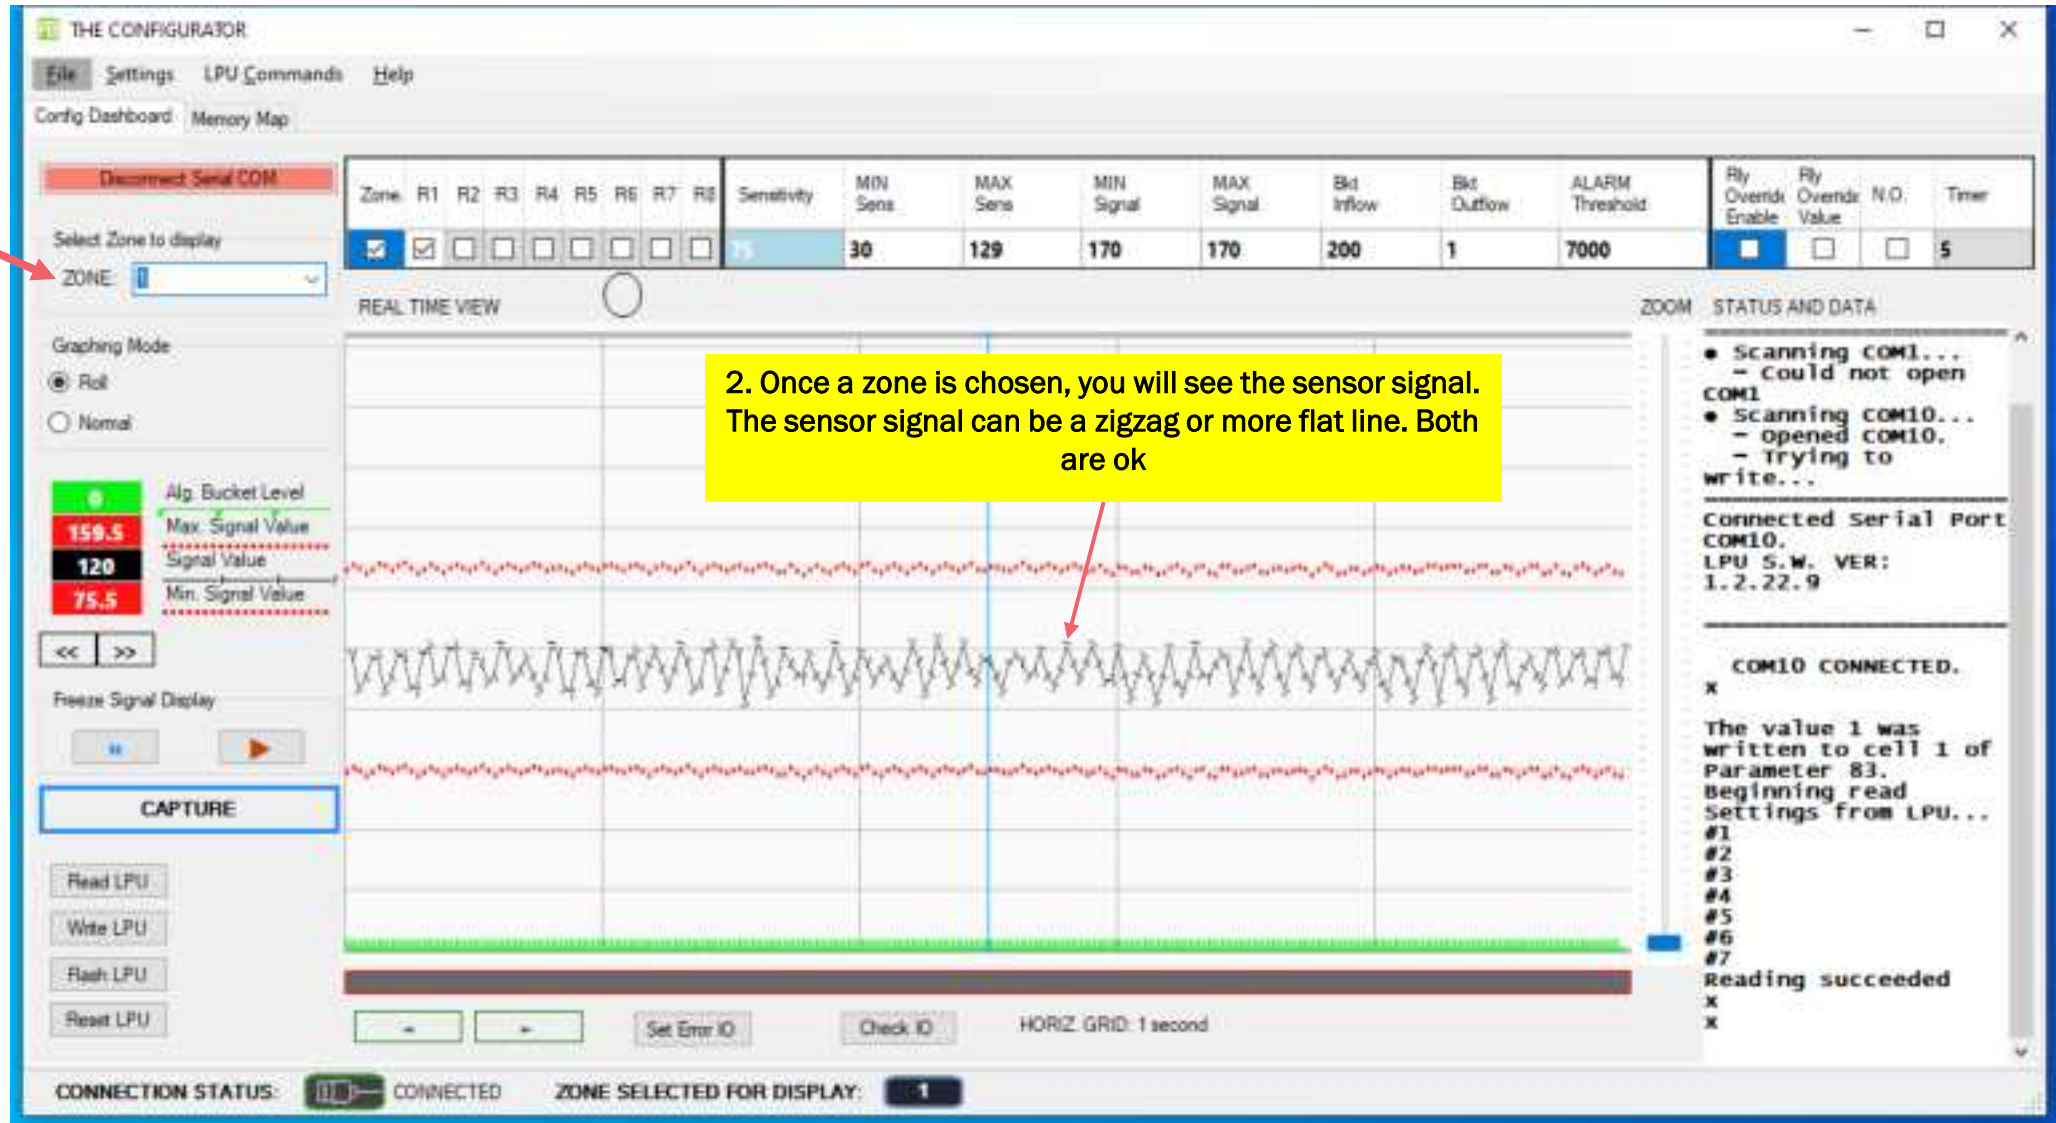 THE CONFIGURATOR
File Settings LPU Commands Help
Config Dashboard Memory Map
Disconnect Serial COM
Select Zone to display
ZONE: 1
Graphing Mode
Roll
Normal
0 Alg. Bucket Level
159.5 Max. Signal Value
120 Signal Value
75.5 Min. Signal Value
<< >>
Freeze Signal Display
CAPTURE
Read LPU
Write LPU
Flash LPU
Reset LPU
Zone R1 R2 R3 R4 R5 R6 R7 R8 Sensitivity MIN Sens MAX Sens MIN Signal MAX Signal Bkt Inflow Bkt Outflow ALARM Threshold Rly Override Enable Rly Override Value N.O. Timer
75 30 129 170 170 200 1 7000 5
REAL TIME VIEW
ZOOM
2. Once a zone is chosen, you will see the sensor signal.
The sensor signal can be a zigzag or more flat line. Both
are ok
Set Error IO Check IO HORIZ. GRID: 1 second
STATUS AND DATA
• Scanning COM1...
- Could not open
COM1
• Scanning COM10...
- Opened COM10.
- Trying to
write...
Connected Serial Port
COM10.
LPU S.W. VER:
1.2.22.9
COM10 CONNECTED.
x
The value 1 was
written to cell 1 of
Parameter 83.
Beginning read
Settings from LPU...
#1
#2
#3
#4
#5
#6
#7
Reading succeeded
x
x
CONNECTION STATUS: CONNECTED ZONE SELECTED FOR DISPLAY: 1